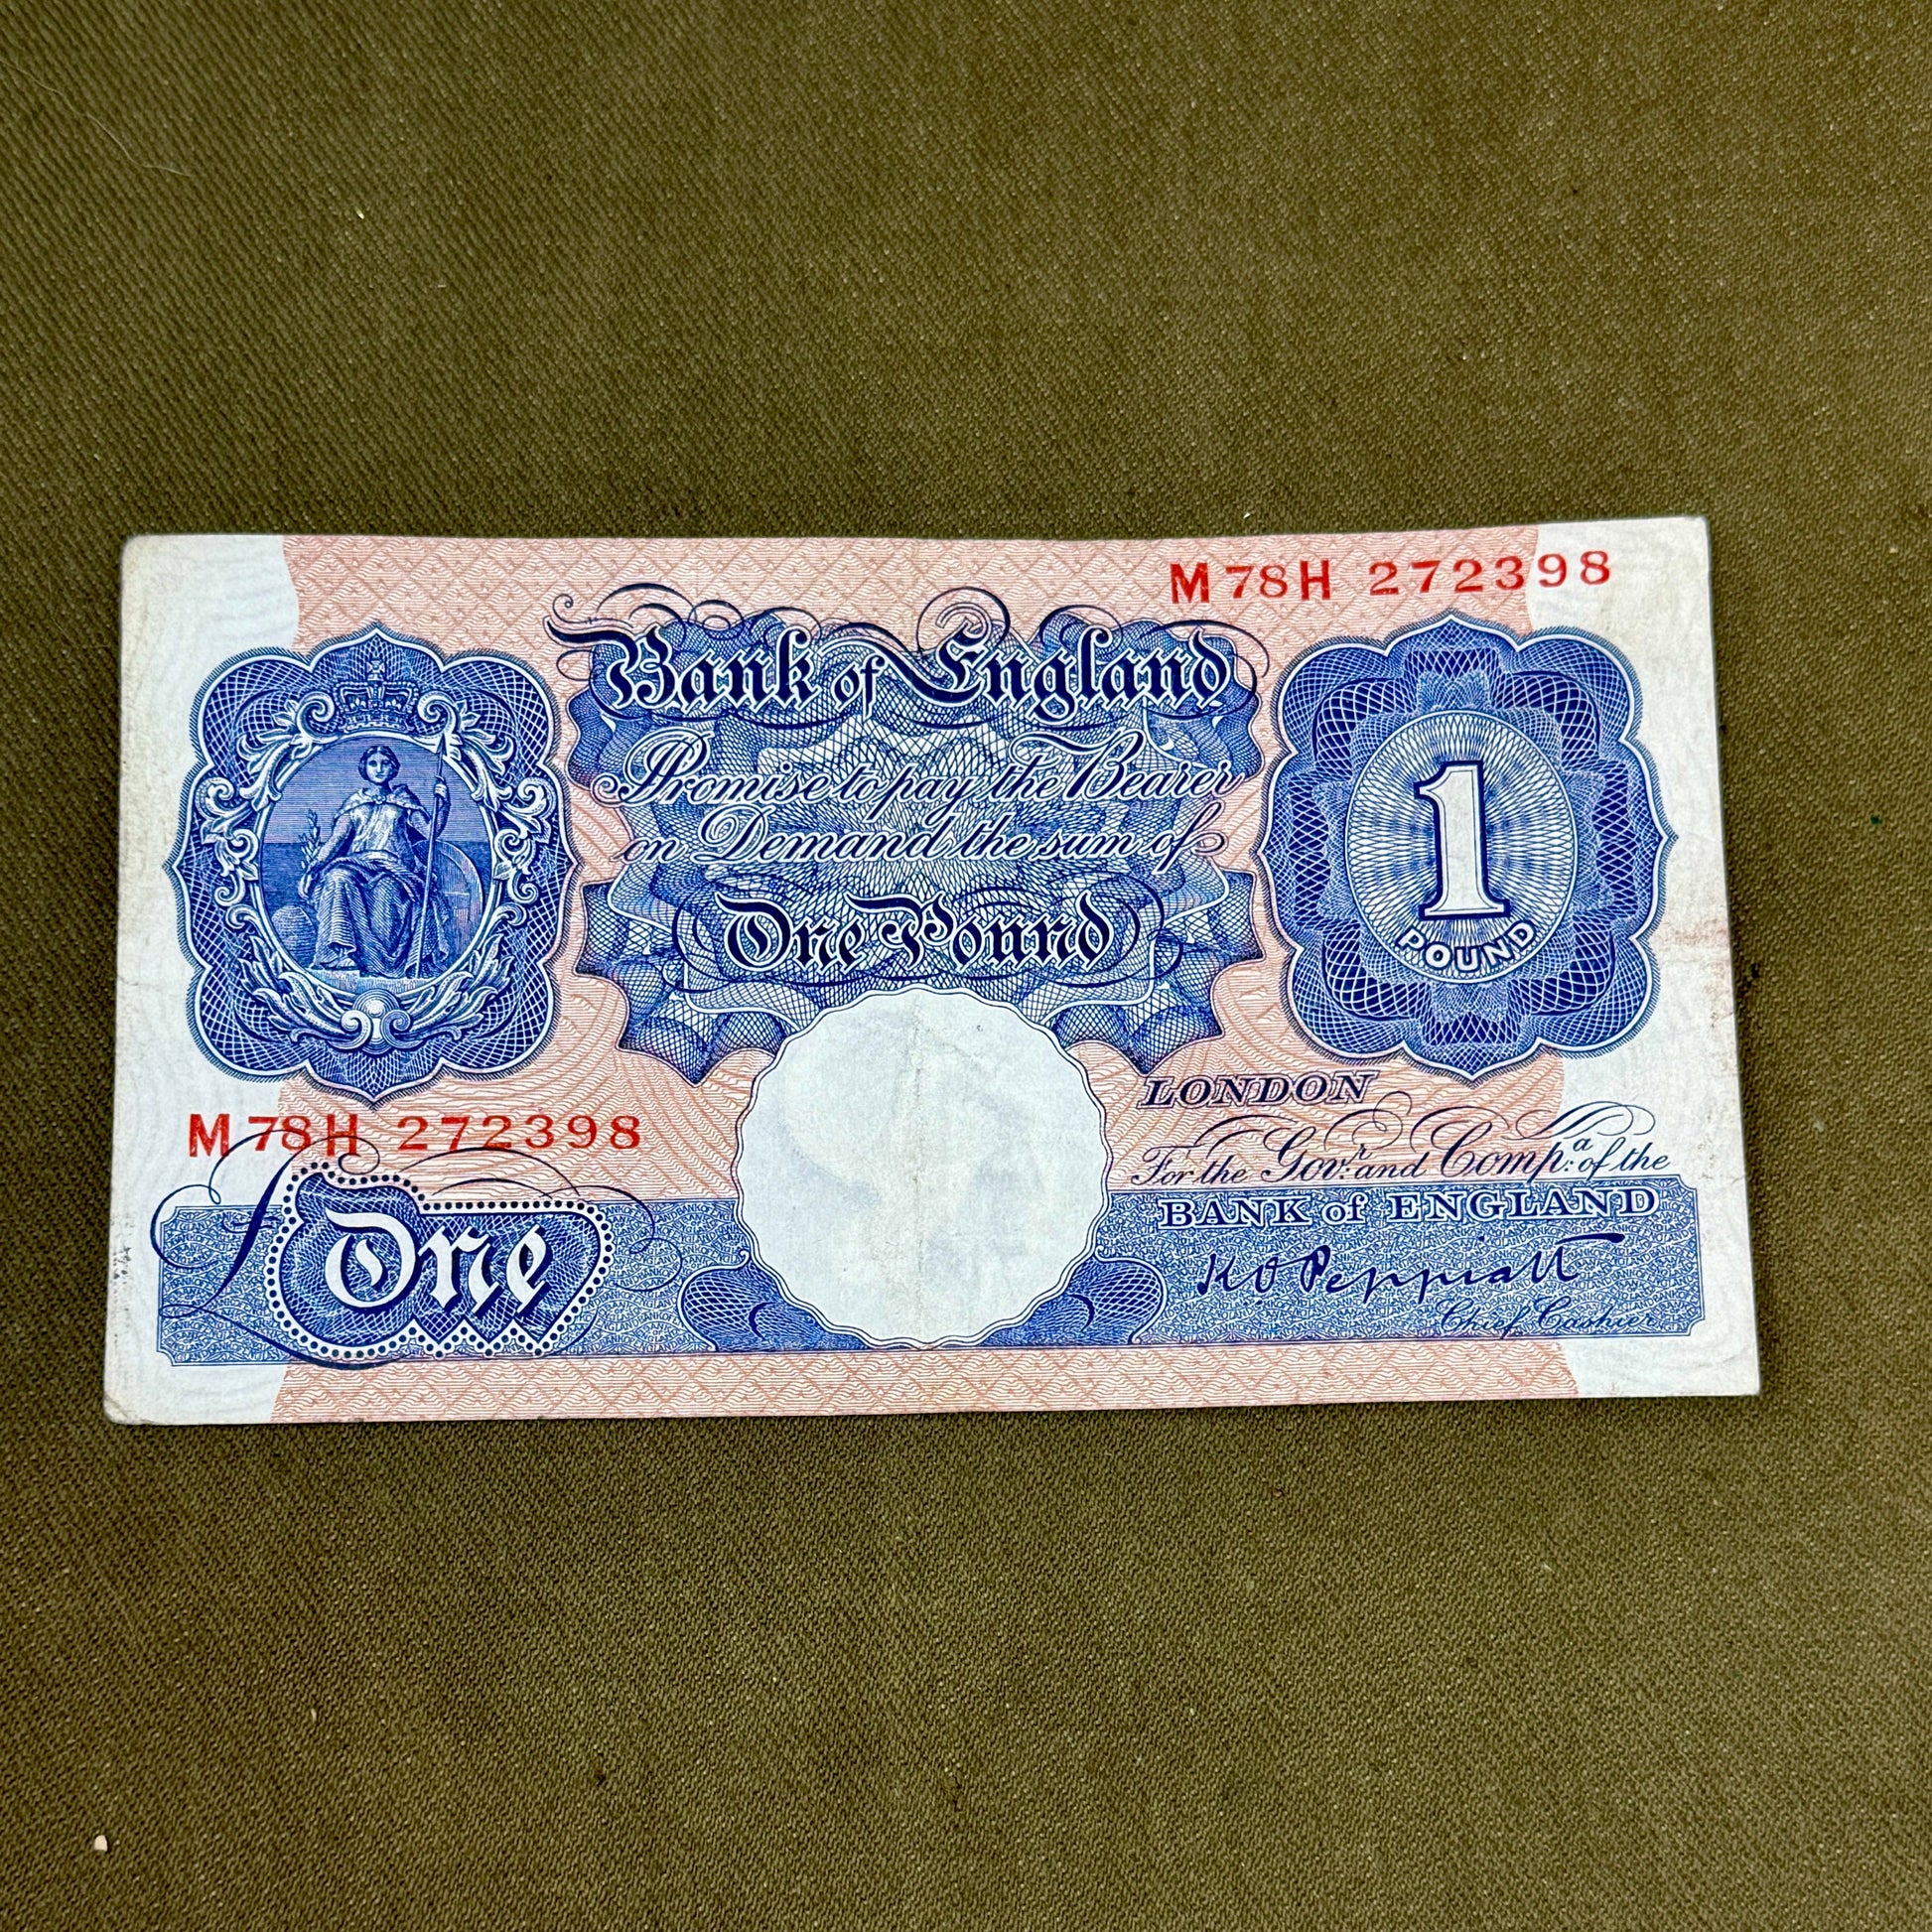 M78H 272398
Bank of England
Promise to pay the Bearer
on Demand the sum of
One Pound
1
POUND
LONDON
For the Govr. and Compa. of the
BANK of ENGLAND
K O Peppiatt
Chief Cashier
M78H 272398
£ One